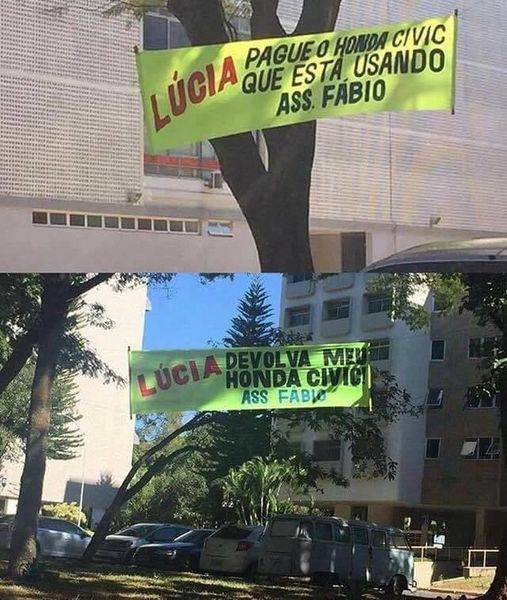 LÚCIA PAGUE O HONDA CIVIC
QUE ESTÁ USANDO
ASS. FÁBIO
LÚCIA DEVOLVA MEU
HONDA CIVIC!
ASS FÁBIO